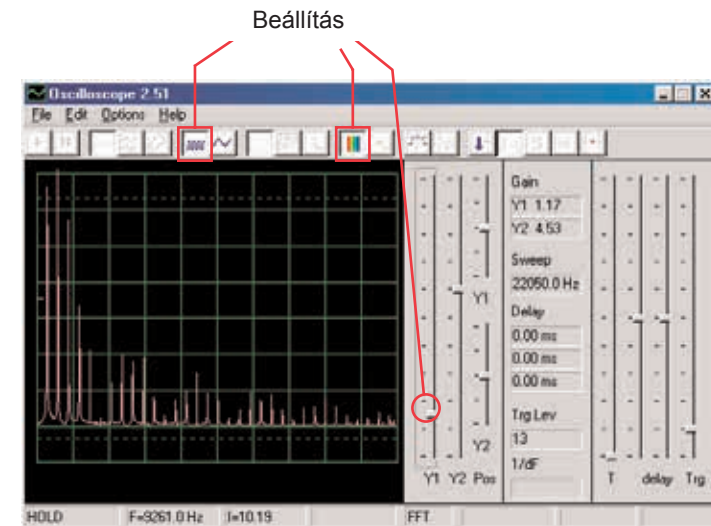 Beállítás
Oscilloscope 2.51
File Edit Options Help
Gain
Y1 1.17
Y2 4.53
Sweep
22050.0 Hz
Delay
0.00 ms
0.00 ms
0.00 ms
Trg Lev
13
1/dF
Y1
Y2
Y1 Y2 Pos
T delay Trg
HOLD F=9261.0 Hz I=10.19 FFT